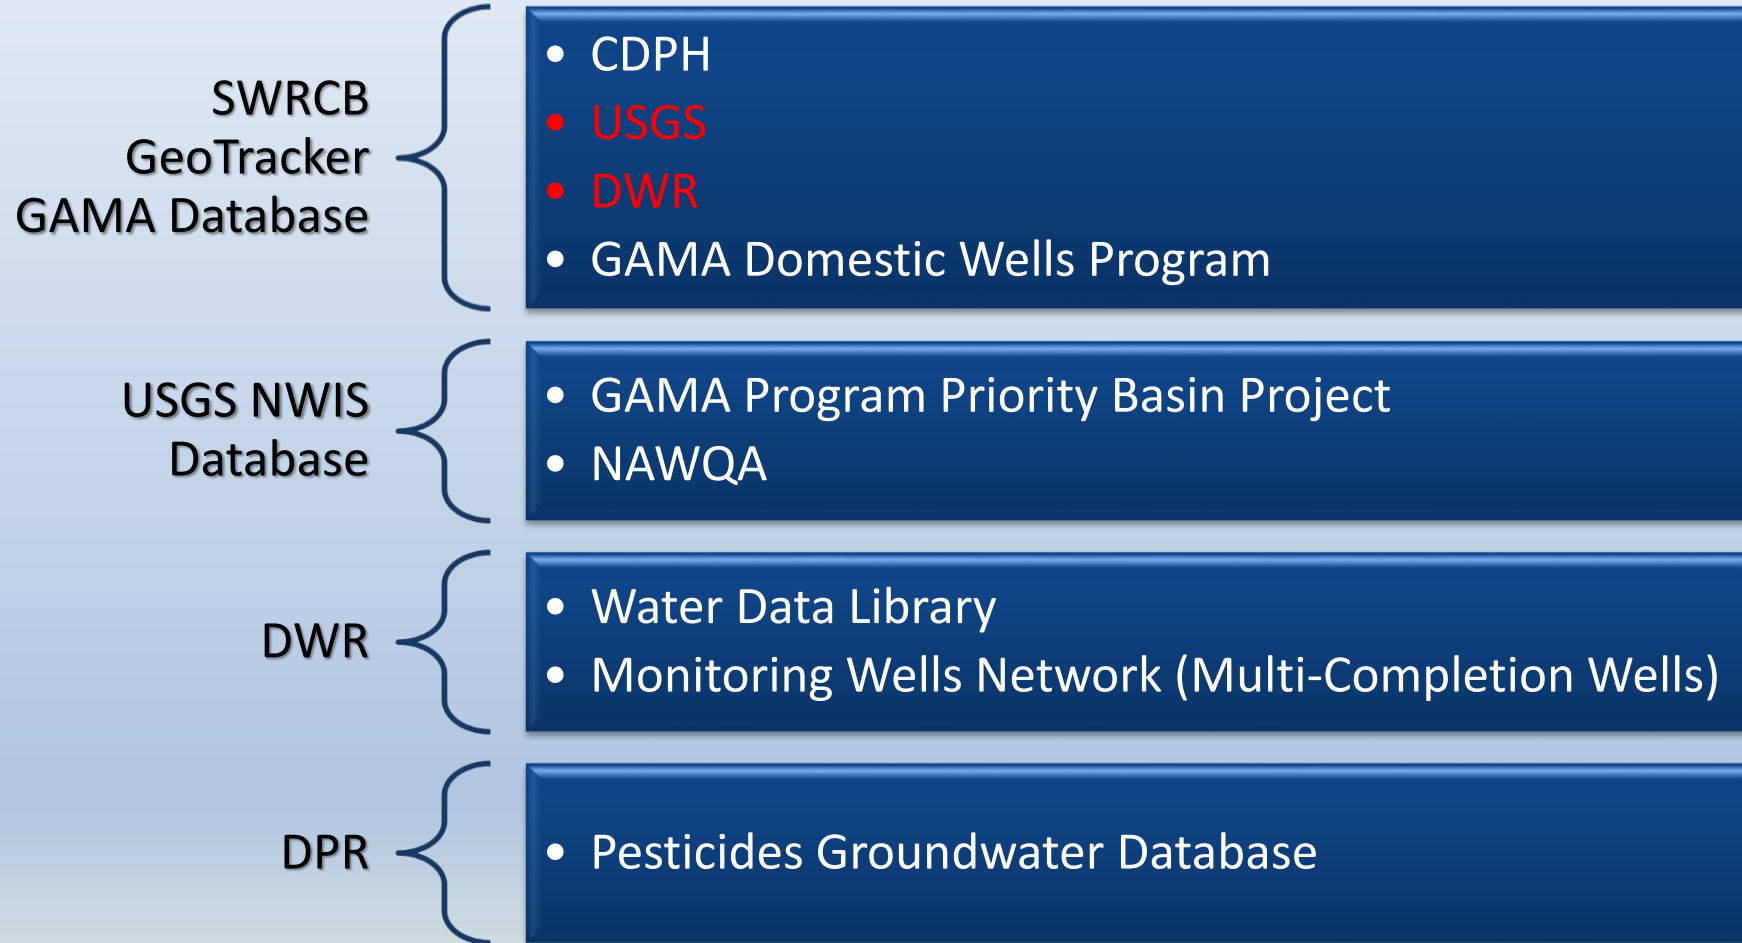 SWRCB
GeoTracker
GAMA Database
• CDPH
• USGS
• DWR
• GAMA Domestic Wells Program
USGS NWIS
Database
• GAMA Program Priority Basin Project
• NAWQA
DWR
• Water Data Library
• Monitoring Wells Network (Multi-Completion Wells)
DPR
• Pesticides Groundwater Database